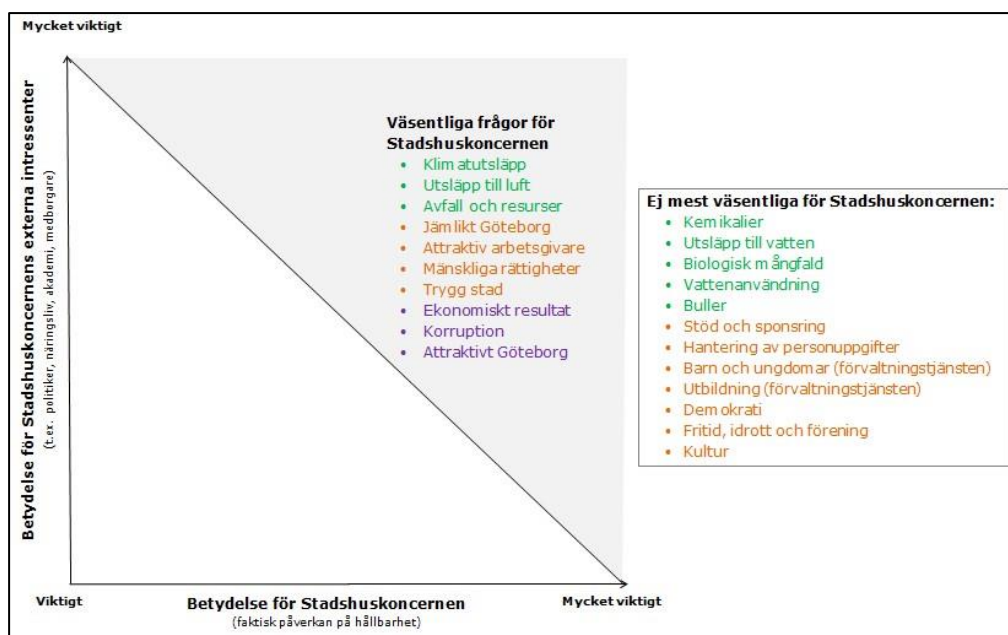 Mycket viktigt
Betydelse för Stadshuskoncernens externa intressenter
(t.ex. politiker, näringsliv, akademi, medborgare)
Väsentliga frågor för
Stadshuskoncernen
• Klimatutsläpp
• Utsläpp till luft
• Avfall och resurser
• Jämlikt Göteborg
• Attraktiv arbetsgivare
• Mänskliga rättigheter
• Trygg stad
• Ekonomiskt resultat
• Korruption
• Attraktivt Göteborg
Ej mest väsentliga för Stadshuskoncernen:
• Kemikalier
• Utsläpp till vatten
• Biologisk mångfald
• Vattenanvändning
• Buller
• Stöd och sponsring
• Hantering av personuppgifter
• Barn och ungdomar (förvaltningstjänsten)
• Utbildning (förvaltningstjänsten)
• Demokrati
• Fritid, idrott och förening
• Kultur
Viktigt
Betydelse för Stadshuskoncernen
(faktisk påverkan på hållbarhet)
Mycket viktigt